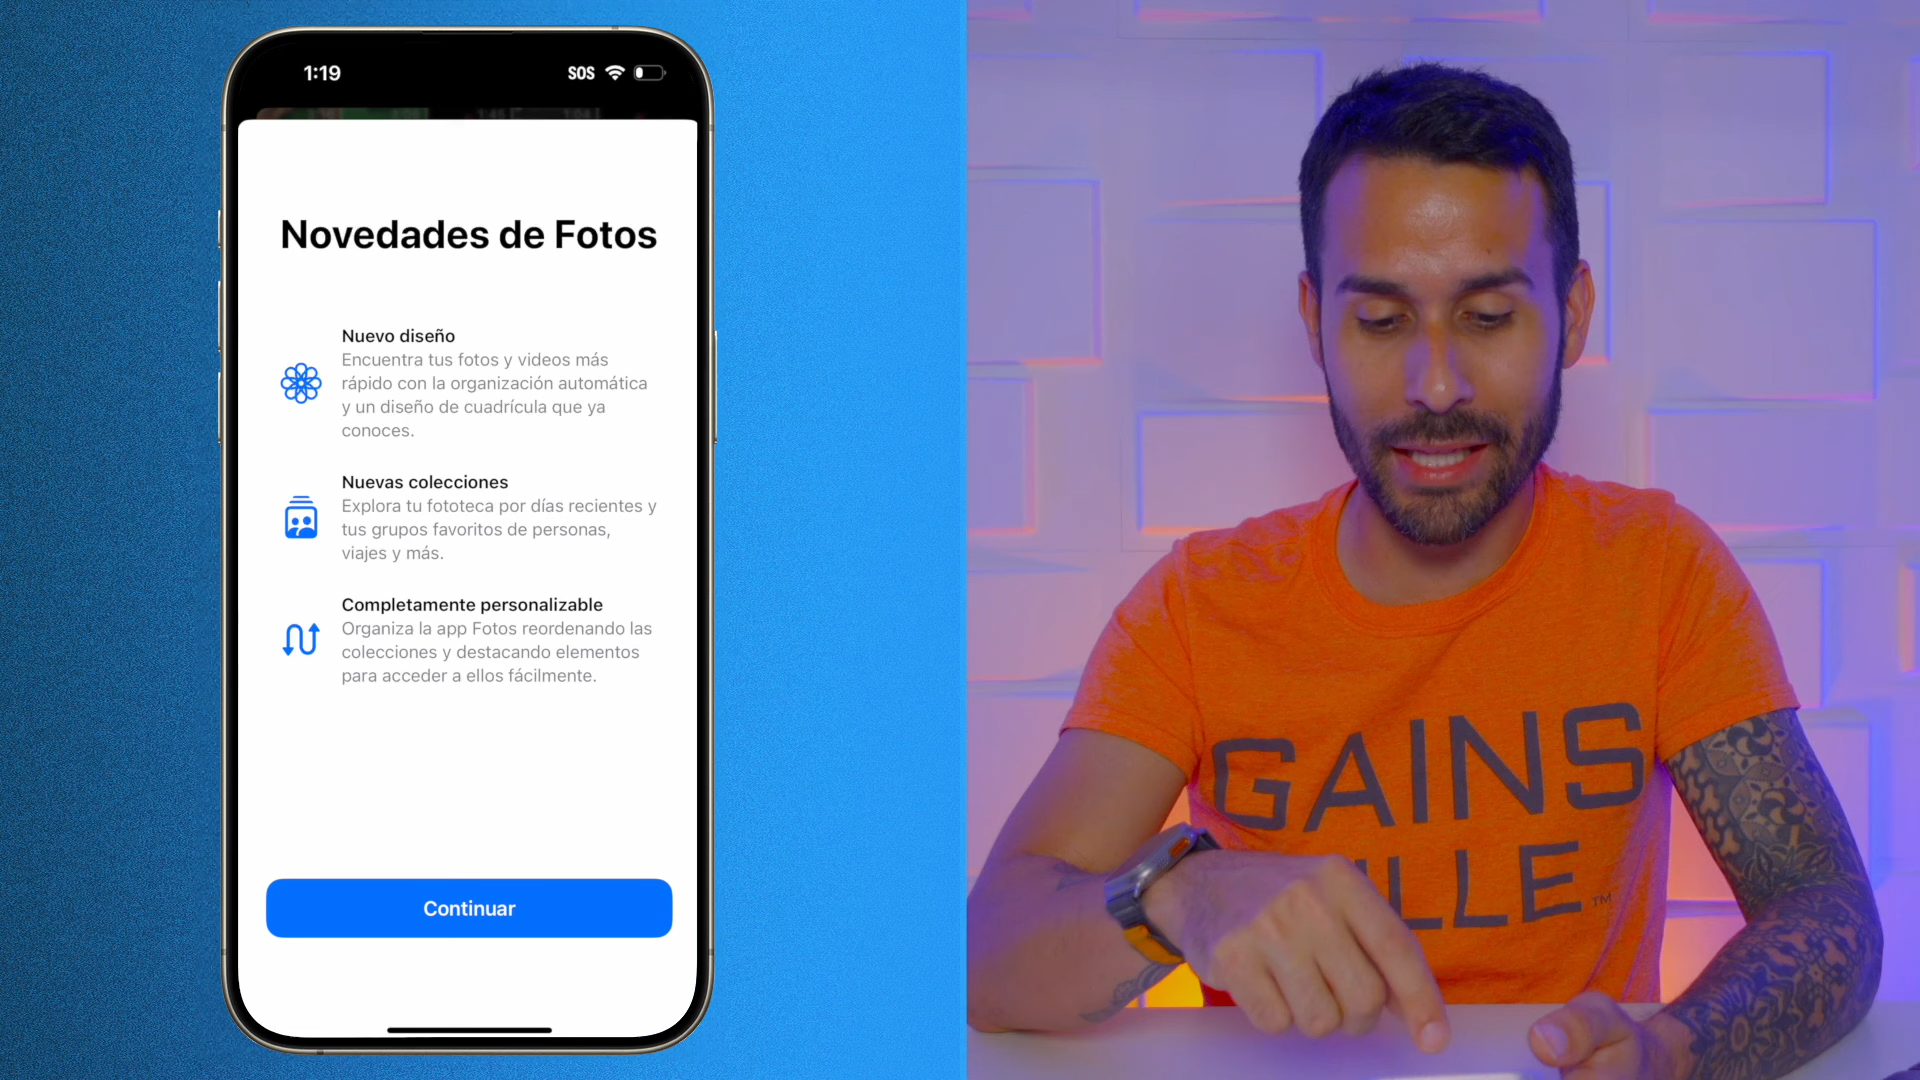 1:19
SOS
Novedades de Fotos
Nuevo diseño
Encuentra tus fotos y videos más
rápido con la organización automática
y un diseño de cuadrícula que ya
conoces.
Nuevas colecciones
Explora tu fototeca por días recientes y
tus grupos favoritos de personas,
viajes y más.
Completamente personalizable
Organiza la app Fotos reordenando las
colecciones y destacando elementos
para acceder a ellos fácilmente.
Continuar
GAINS
LLE™